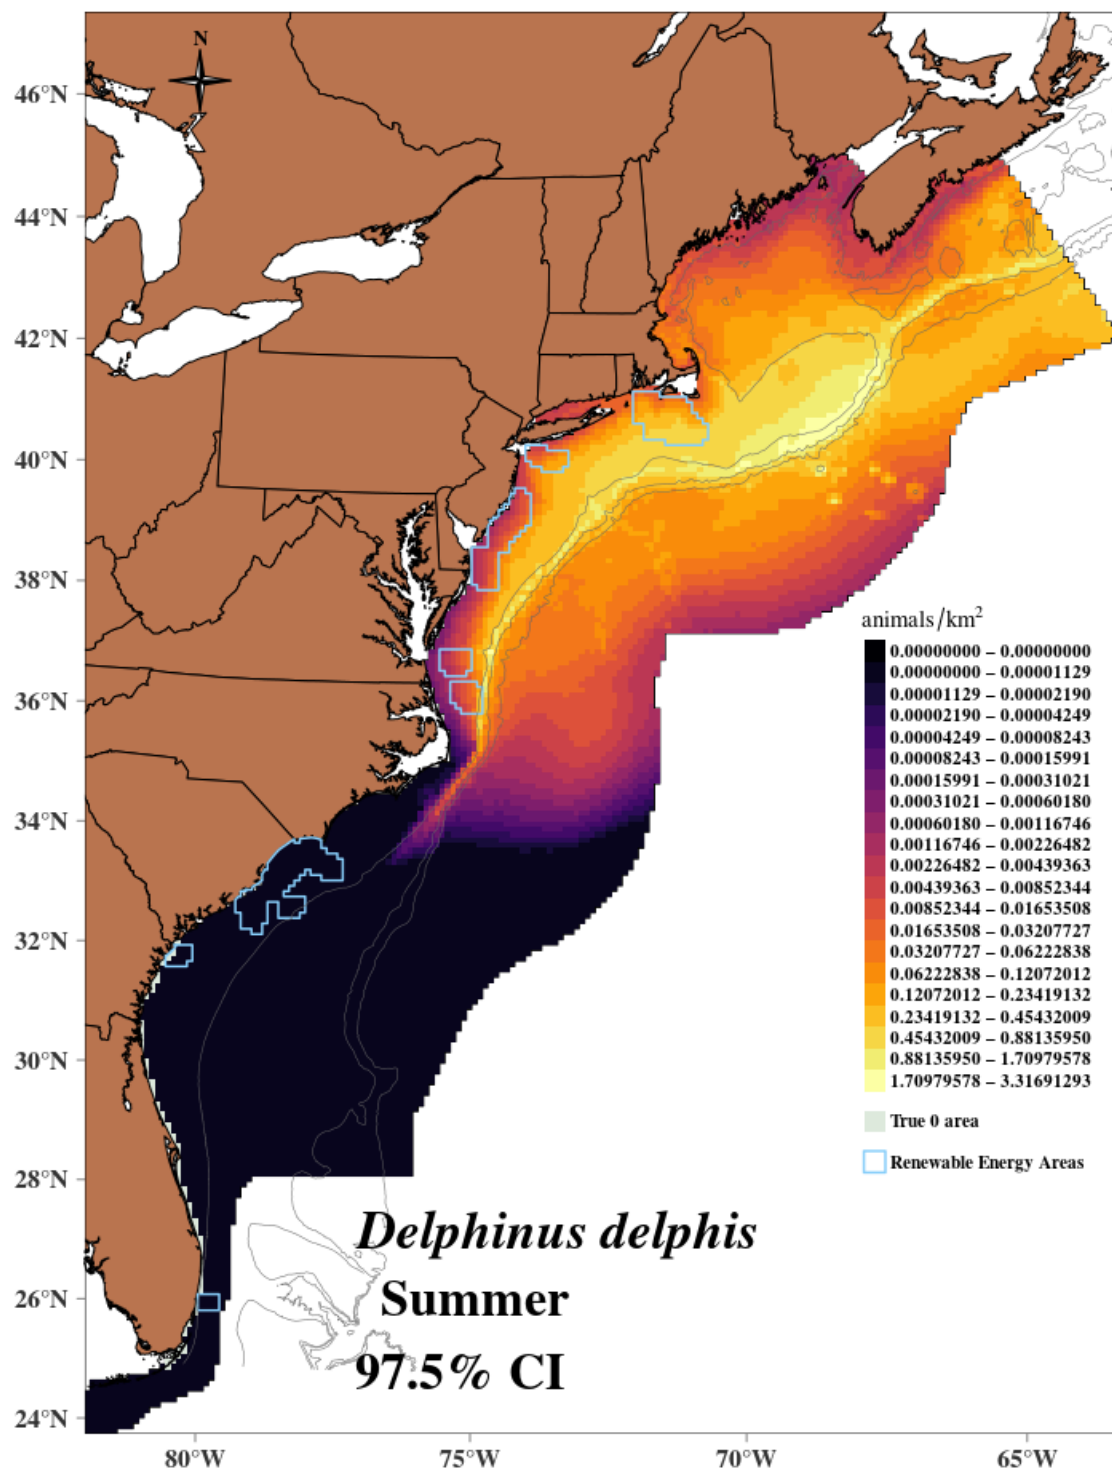 N
46°N
44°N
42°N
40°N
38°N
36°N
34°N
32°N
30°N
28°N
26°N
24°N
80°W
75°W
70°W
65°W
animals/km²
0.00000000 – 0.00000000
0.00000000 – 0.00001129
0.00001129 – 0.00002190
0.00002190 – 0.00004249
0.00004249 – 0.00008243
0.00008243 – 0.00015991
0.00015991 – 0.00031021
0.00031021 – 0.00060180
0.00060180 – 0.00116746
0.00116746 – 0.00226482
0.00226482 – 0.00439363
0.00439363 – 0.00852344
0.00852344 – 0.01653508
0.01653508 – 0.03207727
0.03207727 – 0.06222838
0.06222838 – 0.12072012
0.12072012 – 0.23419132
0.23419132 – 0.45432009
0.45432009 – 0.88135950
0.88135950 – 1.70979578
1.70979578 – 3.31691293
True 0 area
Renewable Energy Areas
Delphinus delphis
Summer
97.5% CI